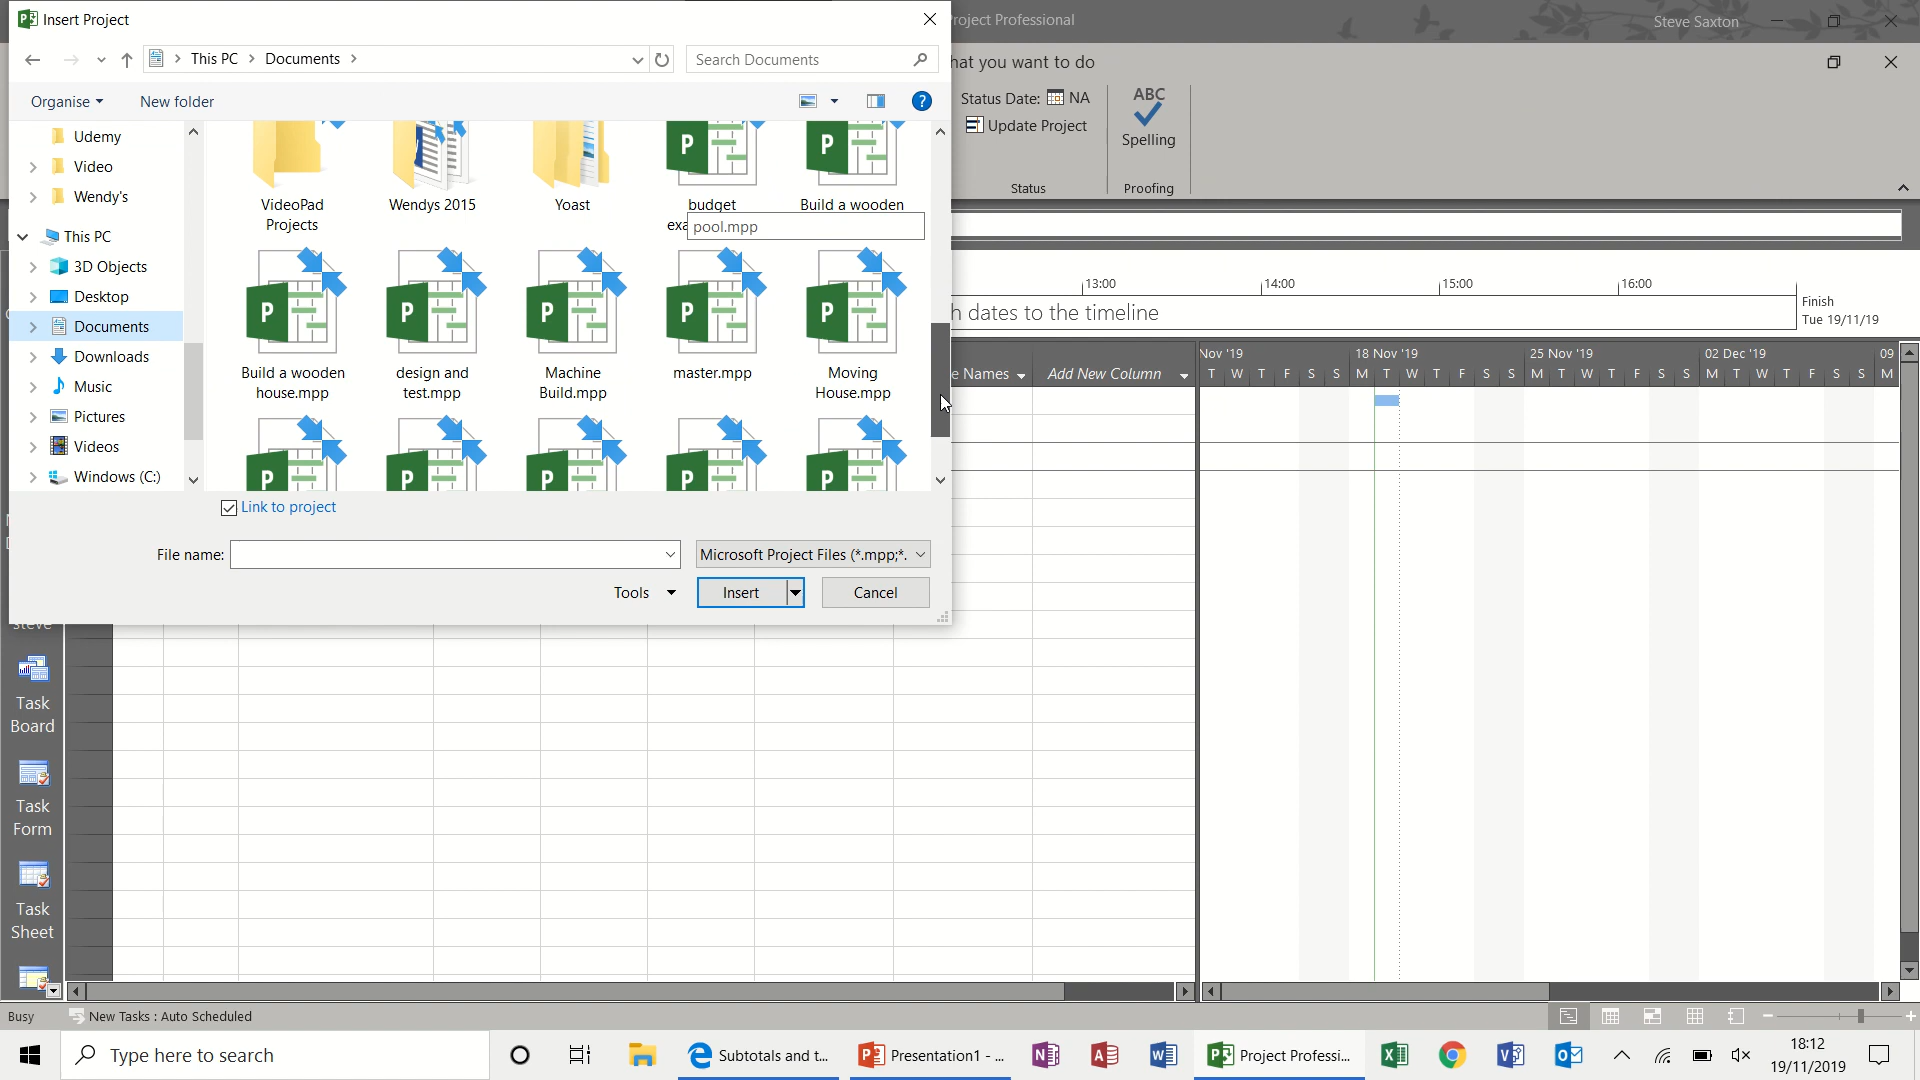 Insert Project
roject Professional
Steve Saxton
This PC
Documents
Search Documents
hat you want to do
Organise
New folder
Status Date: NA
Update Project
ABC
Spelling
Status
Proofing
Udemy
Video
Wendy's
This PC
3D Objects
Desktop
Documents
Downloads
Music
Pictures
Videos
Windows (C:)
VideoPad
Projects
Wendys 2015
Yoast
budget
exa
Build a wooden
pool.mpp
P
P
P
P
P
P
P
Build a wooden
house.mpp
design and
test.mpp
Machine
Build.mpp
master.mpp
Moving
House.mpp
P
P
P
P
P
Link to project
File name:
Microsoft Project Files (*.mpp;*.
Tools
Insert
Cancel
13:00
14:00
15:00
16:00
h dates to the timeline
Finish
Tue 19/11/19
e Names
Add New Column
Nov '19
18 Nov '19
25 Nov '19
02 Dec '19
09
T W T F S S M T W T F S S M T W T F S S M T W T F S S M
steve
Task
Board
Task
Form
Task
Sheet
Busy
New Tasks : Auto Scheduled
Type here to search
Subtotals and t...
Presentation1 - ...
Project Professi...
18:12
19/11/2019